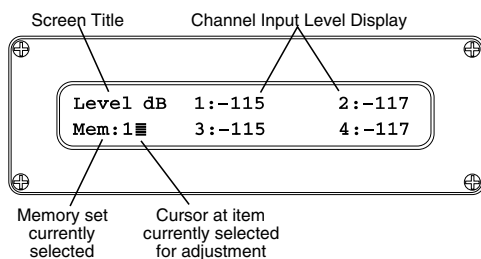 Screen Title
Channel Input Level Display
Level dB 1:-115 2:-117
Mem:1 3:-115 4:-117
Memory set
currently
selected
Cursor at item
currently selected
for adjustment